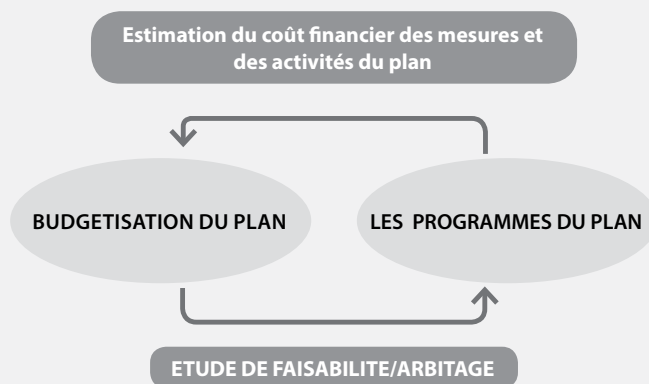 Estimation du coût financier des mesures et
des activités du plan
BUDGETISATION DU PLAN
LES PROGRAMMES DU PLAN
ETUDE DE FAISABILITE/ARBITAGE